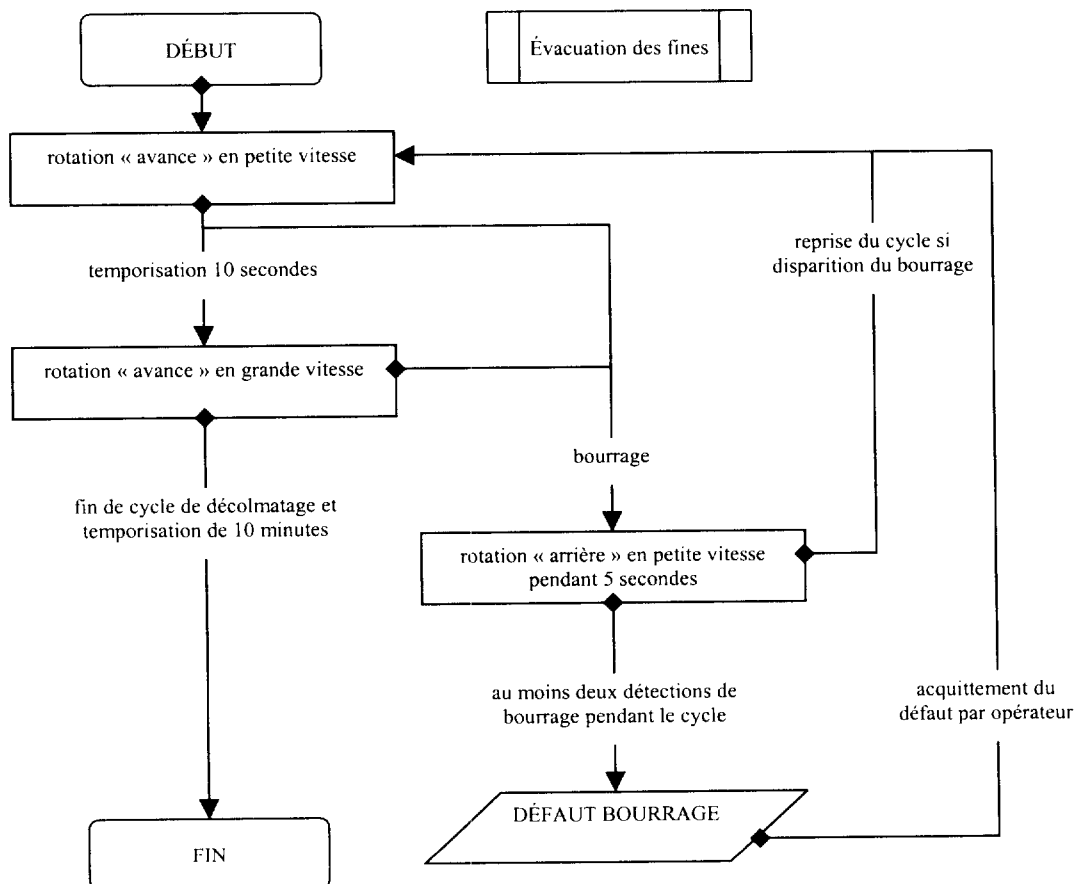 DÉBUT
Évacuation des fines
rotation « avance » en petite vitesse
reprise du cycle si
disparition du bourrage
temporisation 10 secondes
rotation « avance » en grande vitesse
bourrage
fin de cycle de décolmatage et
temporisation de 10 minutes
rotation « arrière » en petite vitesse
pendant 5 secondes
au moins deux détections de
bourrage pendant le cycle
acquittement du
défaut par opérateur
DÉFAUT BOURRAGE
FIN